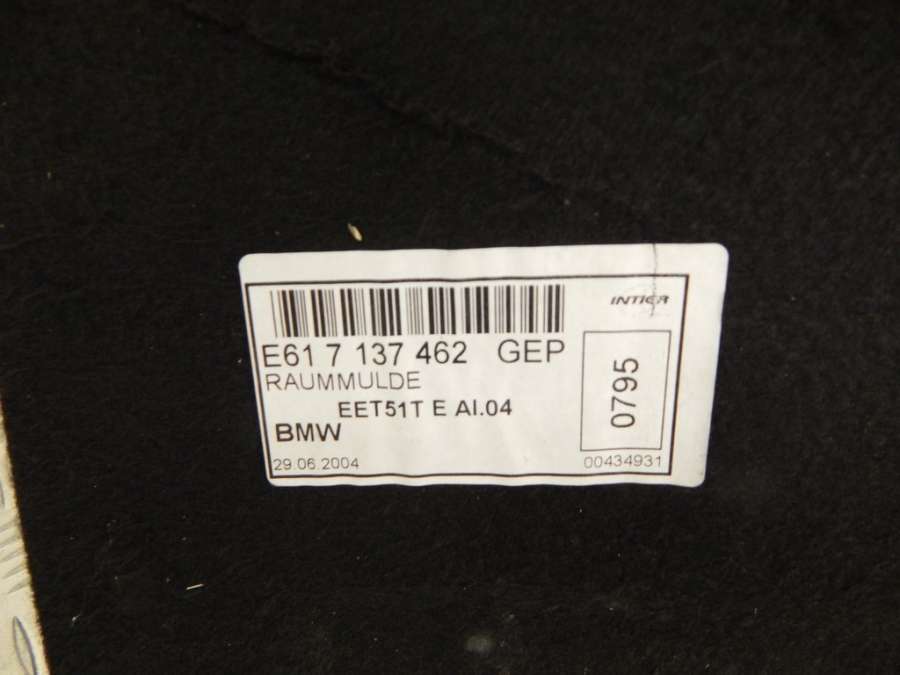 INTIER
E61 7 137 462 GEP
RAUMMULDE
EET51T E AI.04
BMW
0795
29.06.2004
00434931